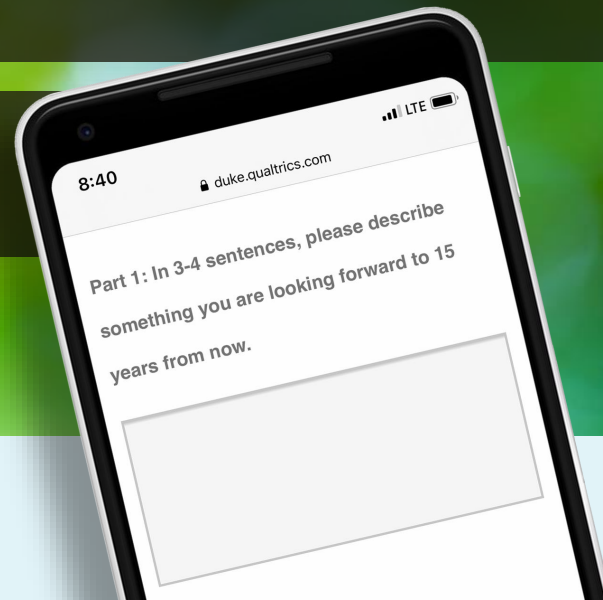 8:40
LTE
duke.qualtrics.com
Part 1: In 3-4 sentences, please describe
something you are looking forward to 15
years from now.